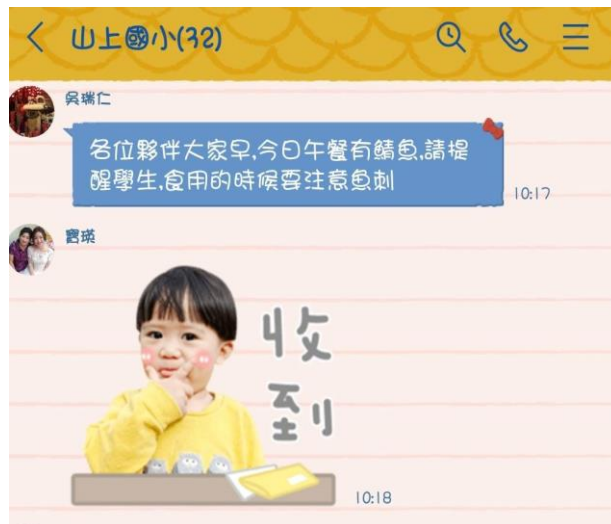 山上國小(32)
吳瑞仁
各位夥伴大家早,今日午餐有鯖魚,請提
醒學生,食用的時候要注意魚刺
10:17
寶瑛
收
到
10:18